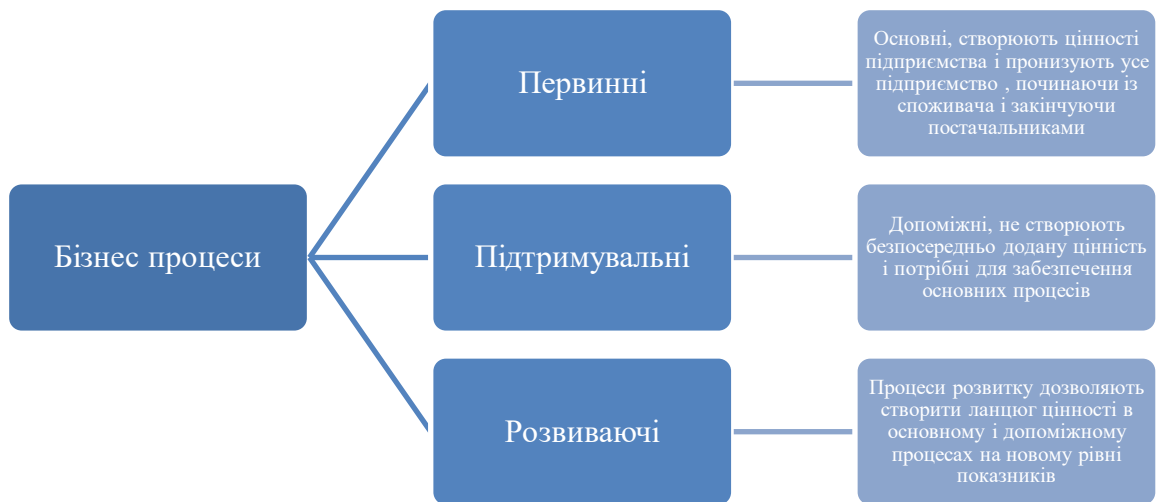 Бізнес процеси
Первинні
Основні, створюють цінності
підприємства і пронизують усе
підприємство , починаючи із
споживача і закінчуючи
постачальниками
Підтримувальні
Допоміжні, не створюють
безпосередньо додану цінність
і потрібні для забезпечення
основних процесів
Розвиваючі
Процеси розвитку дозволяють
створити ланцюг цінності в
основному і допоміжному
процесах на новому рівні
показників